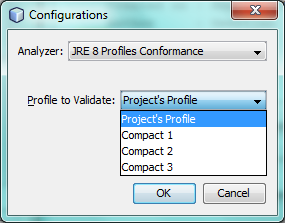 Configurations
Analyzer: JRE 8 Profiles Conformance
Profile to Validate: Project's Profile
Project's Profile
Compact 1
Compact 2
Compact 3
OK Cancel